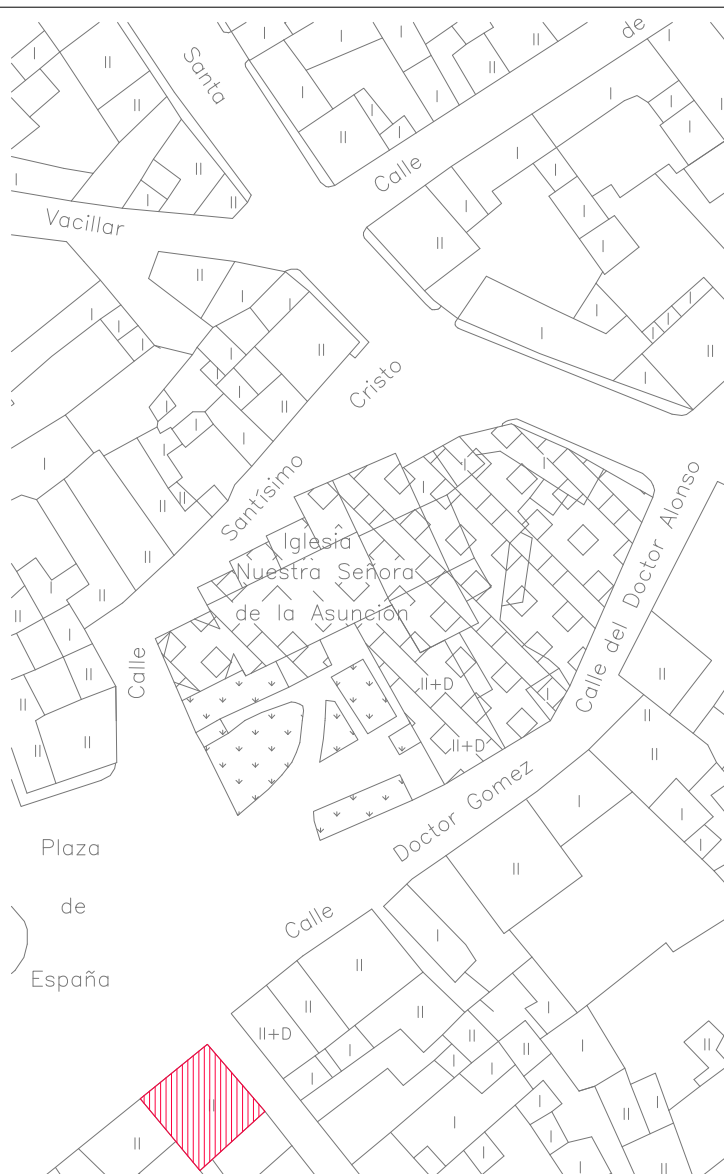 Santa
de
Calle
Vacillar
Cristo
Santísimo
Calle
Iglesia
Nuestra Señora
de la Asunción
Calle del Doctor Alonso
II+D
II+D
Doctor Gomez
Calle
Plaza
de
España
II+D
II